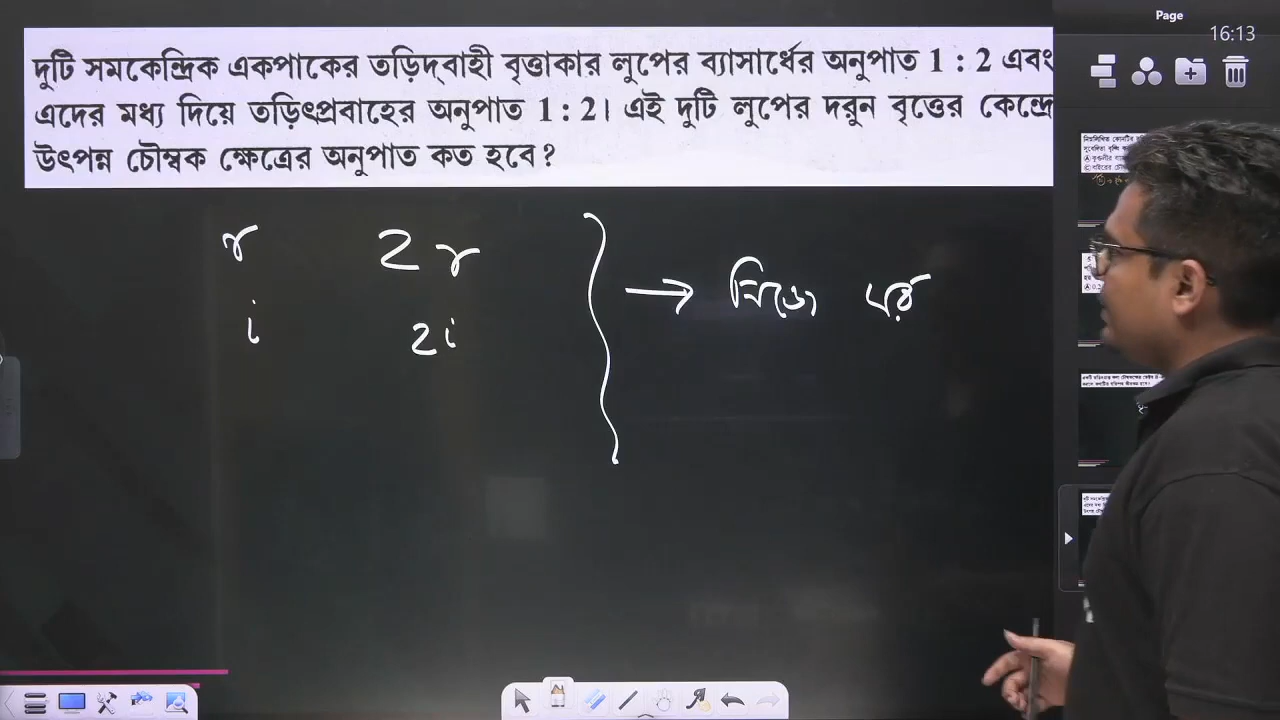 Page
16:13
দুটি সমকেন্দ্রিক একপাকের তড়িদ্‌বাহী বৃত্তাকার লুপের ব্যাসার্ধের অনুপাত 1 : 2 এবং
এদের মধ্য দিয়ে তড়িৎপ্রবাহের অনুপাত 1 : 2। এই দুটি লুপের দরুন বৃত্তের কেন্দ্রে
উৎপন্ন চৌম্বক ক্ষেত্রের অনুপাত কত হবে?
r 2r
i 2i
→ নিজে